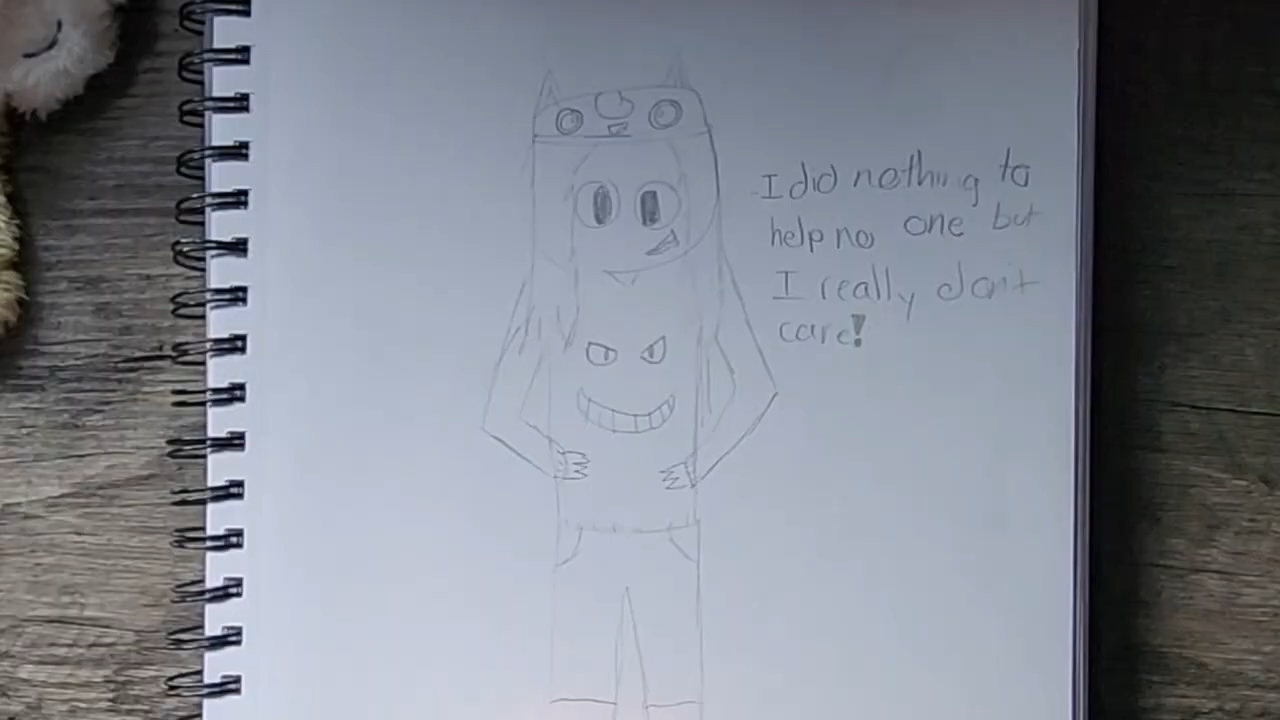 I did nothing to
help no one but
I really don't
care!